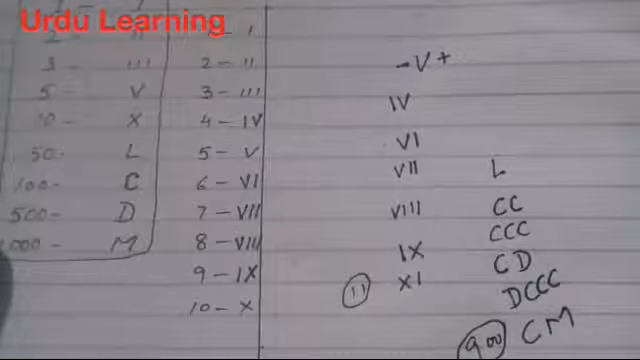 Urdu Learning
1 - I
3 - III
5 - V
10 - X
50 - L
100 - C
500 - D
1000 - M
1 - I
2 - II
3 - III
4 - IV
5 - V
6 - VI
7 - VII
8 - VIII
9 - IX
10 - X
- V +
IV
VI
VII
VIII
IX
11 XI
L
CC
CCC
CD
DCCC
900 CM